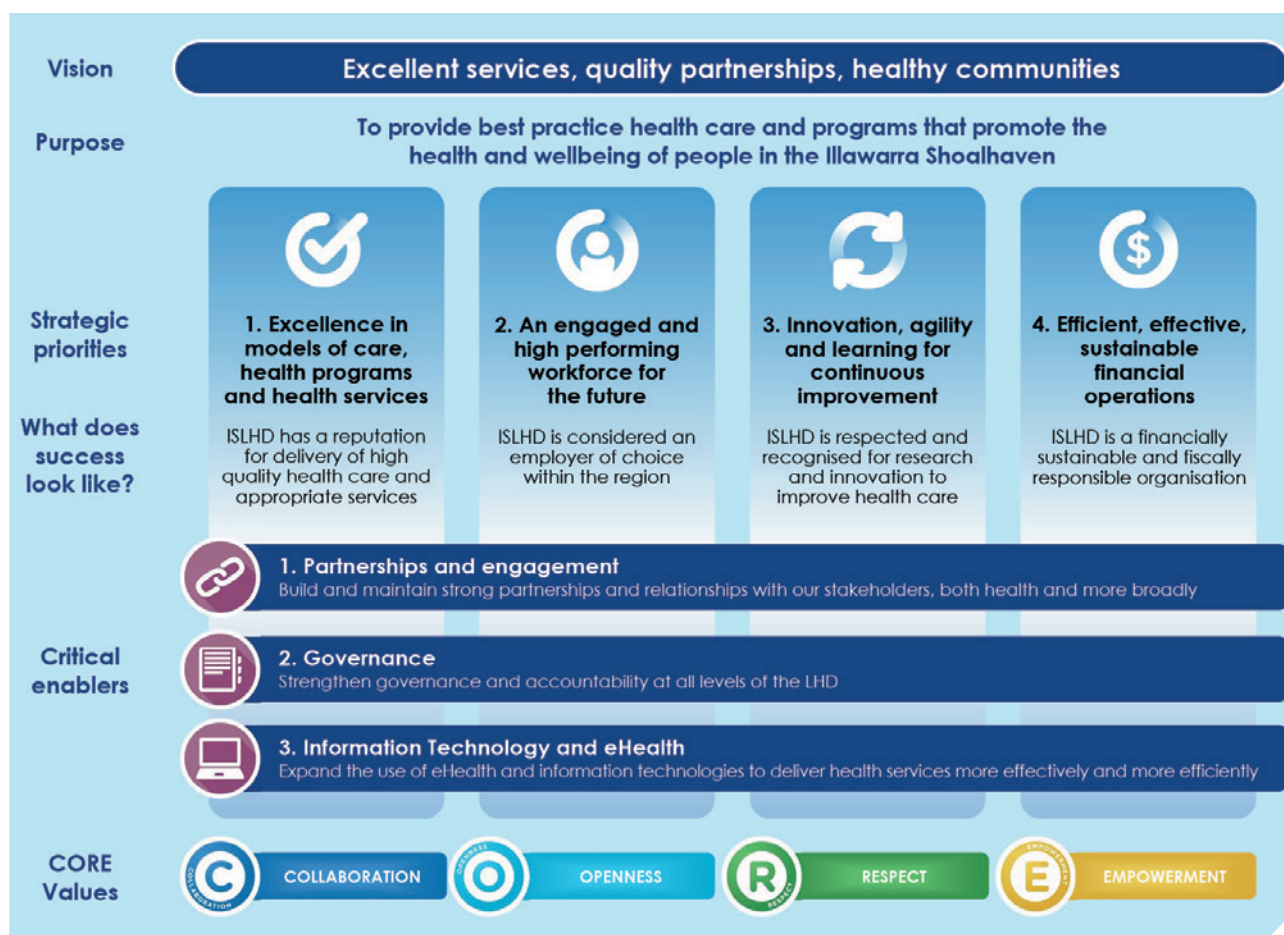 Vision
Excellent services, quality partnerships, healthy communities
Purpose
To provide best practice health care and programs that promote the
health and wellbeing of people in the Illawarra Shoalhaven
Strategic
priorities
1. Excellence in
models of care,
health programs
and health services
2. An engaged and
high performing
workforce for
the future
3. Innovation, agility
and learning for
continuous
improvement
$
4. Efficient, effective,
sustainable
financial
operations
What does
success
look like?
ISLHD has a reputation
for delivery of high
quality health care and
appropriate services
ISLHD is considered an
employer of choice
within the region
ISLHD is respected and
recognised for research
and innovation to
improve health care
ISLHD is a financially
sustainable and fiscally
responsible organisation
Critical
enablers
1. Partnerships and engagement
Build and maintain strong partnerships and relationships with our stakeholders, both health and more broadly
2. Governance
Strengthen governance and accountability at all levels of the LHD
3. Information Technology and eHealth
Expand the use of eHealth and information technologies to deliver health services more effectively and more efficiently
CORE
Values
C
COLLABORATION
COLLABORATION
OPENNESS
O
OPENNESS
R
RESPECT
RESPECT
EMPOWERMENT
E
EMPOWERMENT